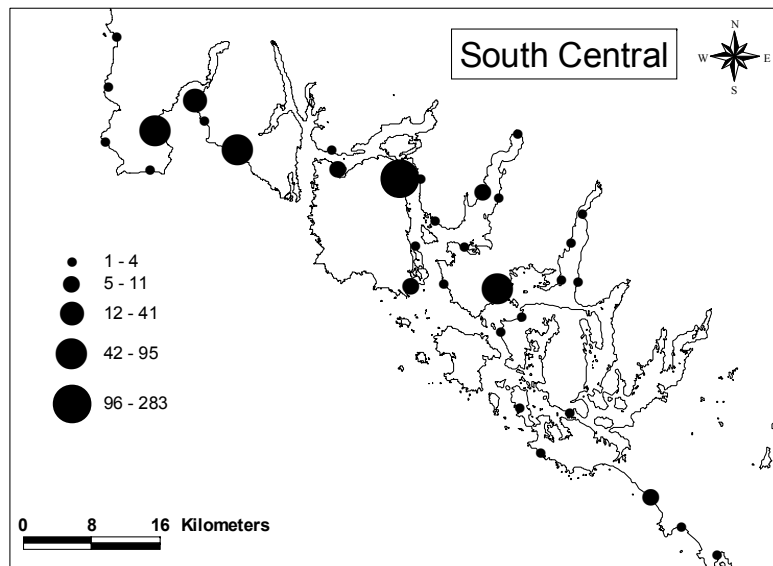 South Central
N
W E
S
1 - 4
5 - 11
12 - 41
42 - 95
96 - 283
0 8 16 Kilometers